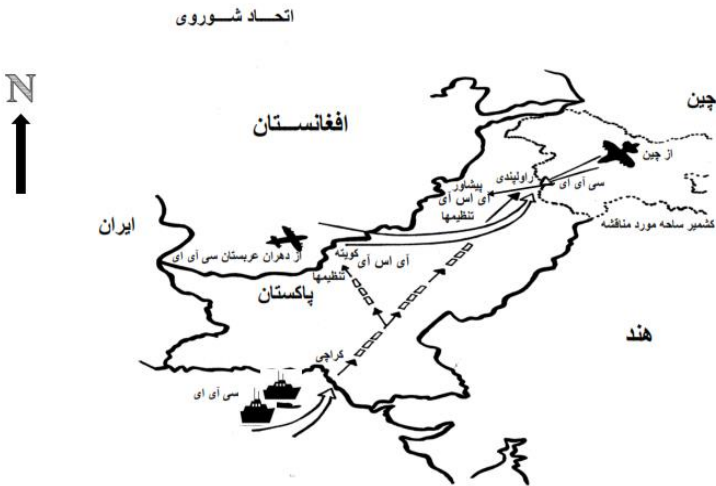 اتحـــاد شـــوروی
N
چین
افغانســـتان
از چین
راولپندی
سی آی ای
پیشاور
آی اس آی
تنظیمها
کشمیر ساحه مورد مناقشه
ایران
از دهران عربستان سی آی ای
کویته
آی اس آی
تنظیمها
پاکستان
هند
کراچی
سی آی ای